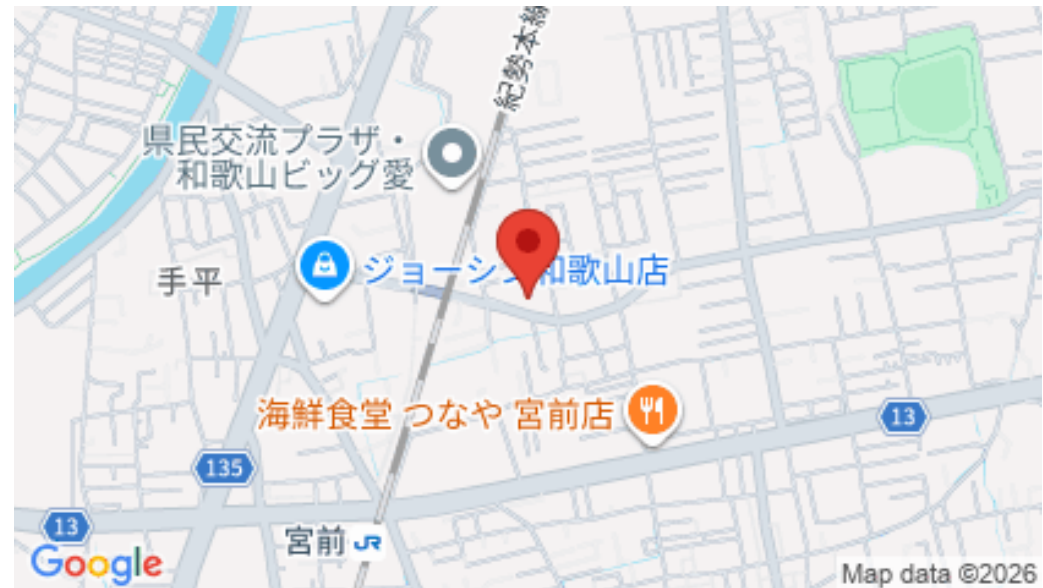 紀勢本線
県民交流プラザ・
和歌山ビッグ愛
手平
ジョーシン和歌山店
海鮮食堂 つなや 宮前店
13
135
13
宮前 JR
Google
Map data ©2026